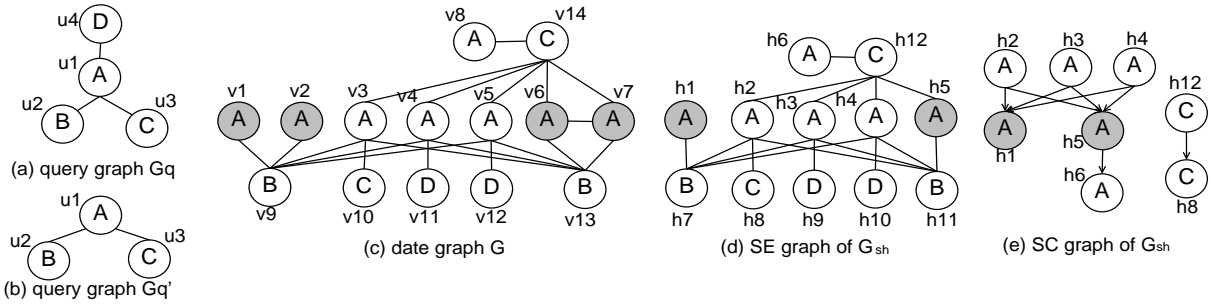 u4 D
u1 A
u2 B
u3 C
(a) query graph Gq
u1 A
u2 B
u3 C
(b) query graph Gq'
v8 A
C v14
v1 v2 v3 v4 v5 v6 v7
A A A A A A A
B C D D B
v9 v10 v11 v12 v13
(c) date graph G
h6 A
C h12
h1 h2 h3 h4 h5
A A A A A
B C D D B
h7 h8 h9 h10 h11
(d) SE graph of Gsh
h2 h3 h4
A A A
h12
C
A A
h1 h5
h6 A
C
h8
(e) SC graph of Gsh